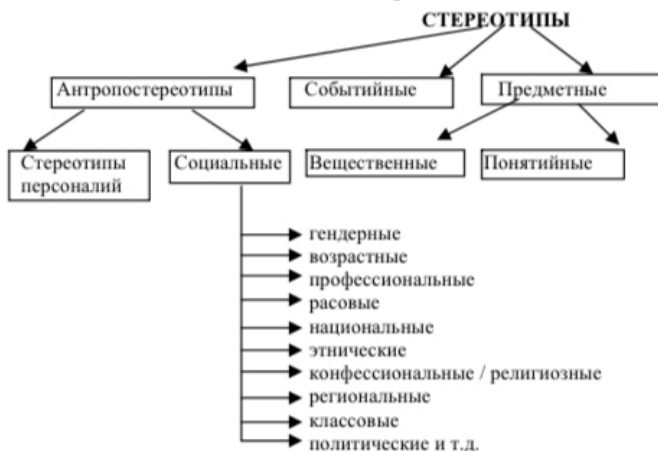 СТЕРЕОТИПЫ
Антропостереотипы
Событийные
Предметные
Стереотипы
персоналий
Социальные
Вещественные
Понятийные
гендерные
возрастные
профессиональные
расовые
национальные
этнические
конфессиональные / религиозные
региональные
классовые
политические и т.д.